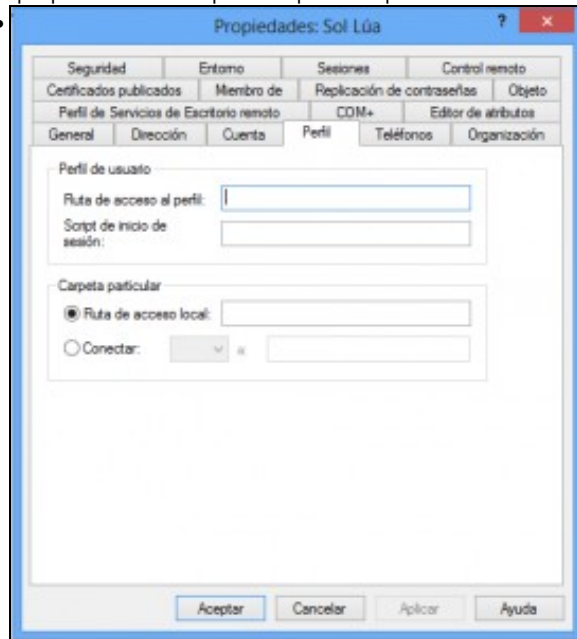 Propiedades: Sol Lúa
?
Seguridad Entorno Sesiones Control remoto
Certificados publicados Miembro de Replicación de contraseñas Objeto
Perfil de Servicios de Escritorio remoto COM+ Editor de atributos
General Dirección Cuenta Perfil Teléfonos Organización
Perfil de usuario
Ruta de acceso al perfil:
Script de inicio de
sesión:
Carpeta particular
Ruta de acceso local:
Conectar: a:
Aceptar Cancelar Aplicar Ayuda